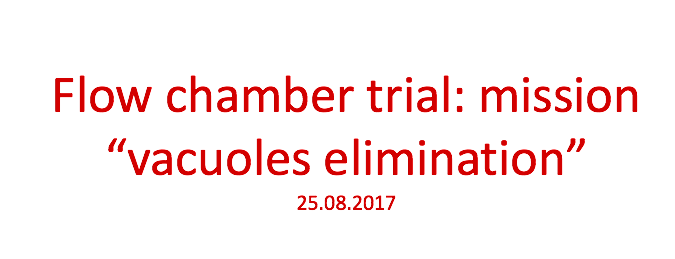 Flow chamber trial: mission
“vacuoles elimination”
25.08.2017